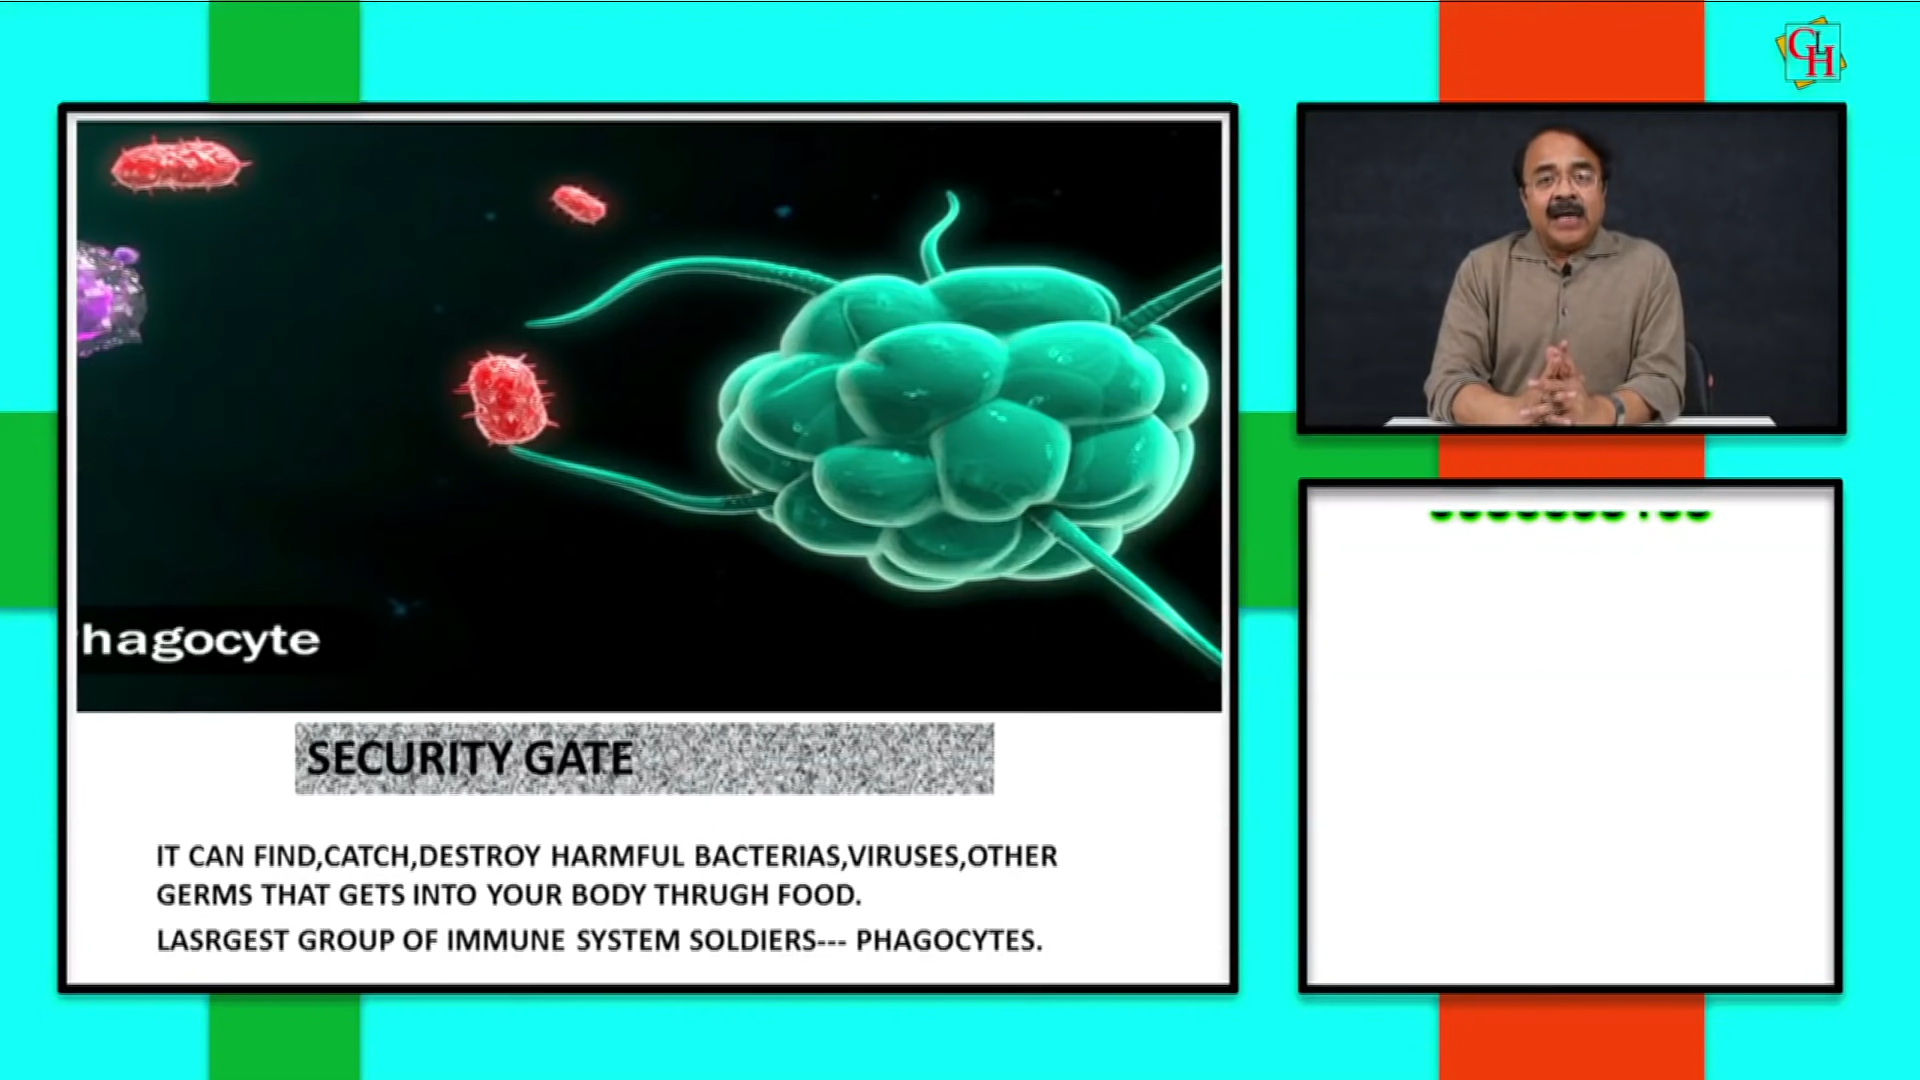 GLH
hagocyte
SECURITY GATE
IT CAN FIND,CATCH,DESTROY HARMFUL BACTERIAS,VIRUSES,OTHER
GERMS THAT GETS INTO YOUR BODY THRUGH FOOD.
LASRGEST GROUP OF IMMUNE SYSTEM SOLDIERS--- PHAGOCYTES.